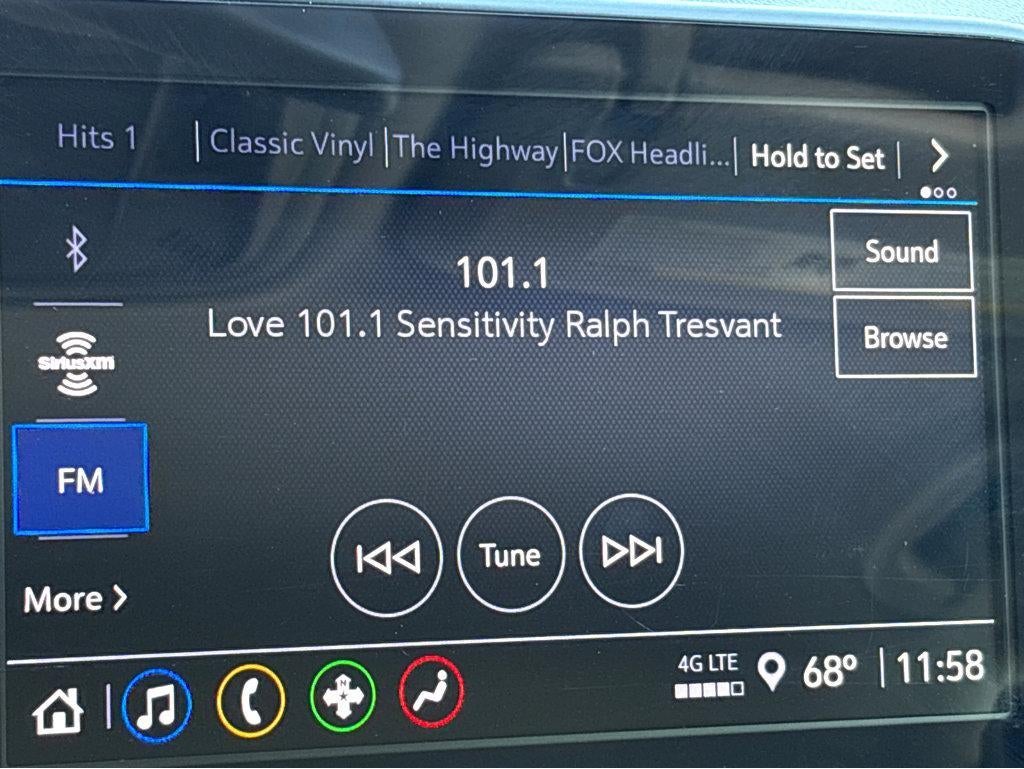 Hits 1 Classic Vinyl The Highway FOX Headli... Hold to Set
Sound
101.1
Love 101.1 Sensitivity Ralph Tresvant
Browse
SiriusXM
FM
Tune
More
N
4G LTE 68° 11:58